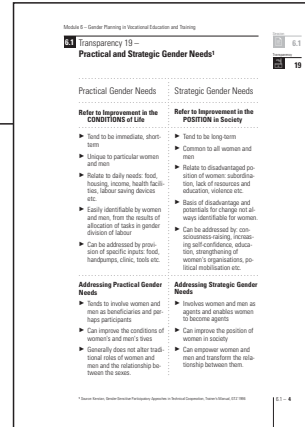 Module 6 – Gender Planning in Vocational Education and Training
6.1 Transparency 19 –
Practical and Strategic Gender Needs¹
6.1
Transparency
19
Practical Gender Needs
Refer to Improvement in the
CONDITIONS of Life
► Tend to be immediate, short-
term
► Unique to particular women
and men
► Relate to daily needs: food,
housing, income, health facili-
ties, labour saving devices
etc.
► Easily identifiable by women
and men, from the results of
allocation of tasks in gender
division of labour
► Can be addressed by provi-
sion of specific inputs: food,
handpumps, clinic, tools etc.
Addressing Practical Gender
Needs
► Tends to involve women and
men as beneficiaries and per-
haps participants
► Can improve the conditions of
women's and men's lives
► Generally does not alter tradi-
tional roles of women and
men and the relationship be-
tween the sexes.
Strategic Gender Needs
Refer to Improvement in the
POSITION in Society
► Tend to be long-term
► Common to all women and
men
► Relate to disadvantaged po-
sition of women: subordina-
tion, lack of resources and
education, violence etc.
► Basis of disadvantage and
potentials for change not al-
ways identifiable for women.
► Can be addressed by: con-
sciousness-raising, increas-
ing self-confidence, educa-
tion, strengthening of
women's organisations, po-
litical mobilisation etc.
Addressing Strategic Gender
Needs
► Involves women and men as
agents and enables women
to become agents
► Can improve the position of
women in society
► Can empower women and
men and transform the rela-
tionship between them.
6.1 – 4